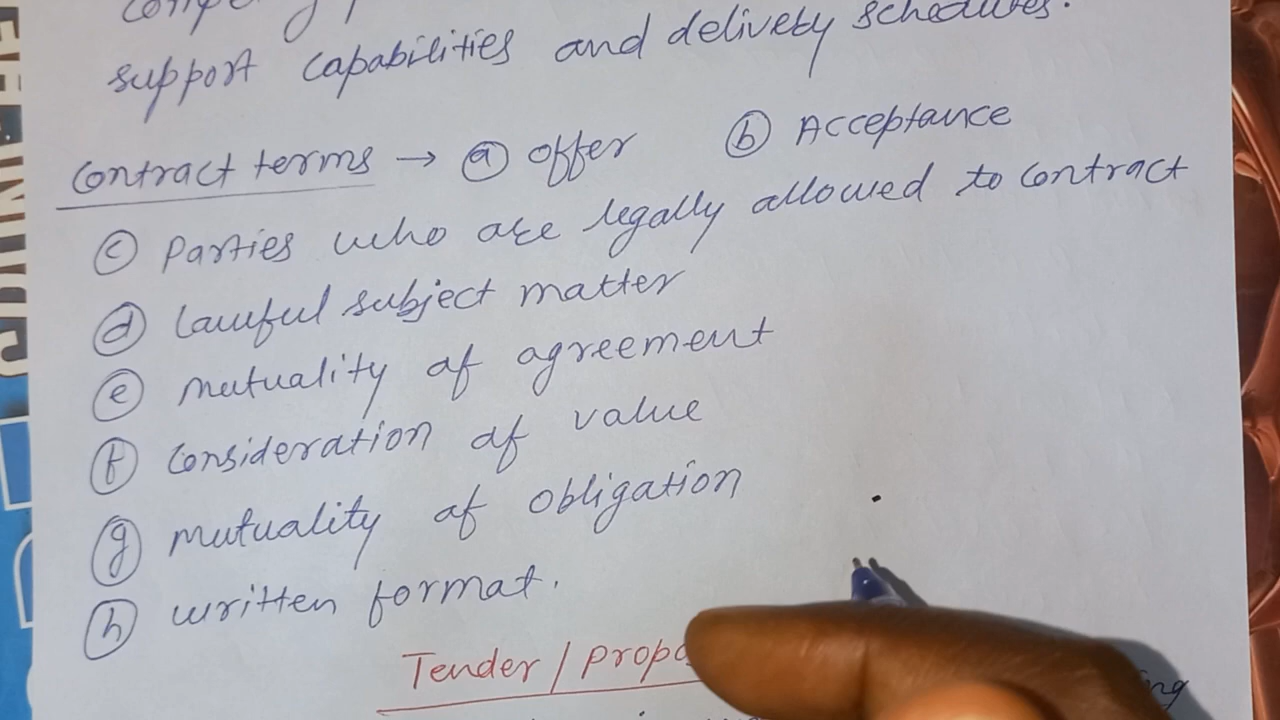 support capabilities and delivery schedules.
contract terms → ⓐ offer ⓑ Acceptance
ⓒ parties who are legally allowed to contract
ⓓ lawful subject matter
ⓔ mutuality of agreement
ⓕ consideration of value
ⓖ mutuality of obligation
ⓗ written format.
Tender /